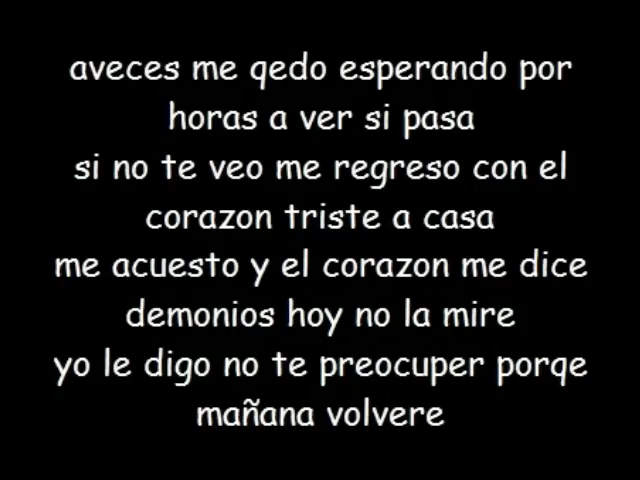 aveces me qedo esperando por
horas a ver si pasa
si no te veo me regreso con el
corazon triste a casa
me acuesto y el corazon me dice
demonios hoy no la mire
yo le digo no te preocuper porqe
mañana volvere